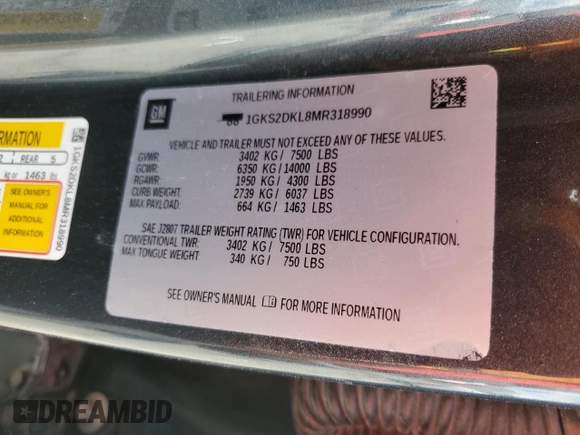 TRAILERING INFORMATION
GM
1GKS2DKL8MR318990
VEHICLE AND TRAILER MUST NOT EXCEED ANY OF THESE VALUES.
GVWR: 3402 KG / 7500 LBS
GCWR: 6350 KG / 14000 LBS
RGAWR: 1950 KG / 4300 LBS
CURB WEIGHT: 2739 KG / 6037 LBS
MAX PAYLOAD: 664 KG / 1463 LBS
SAE J2807 TRAILER WEIGHT RATING (TWR) FOR VEHICLE CONFIGURATION.
CONVENTIONAL TWR: 3402 KG / 7500 LBS
MAX TONGUE WEIGHT: 340 KG / 750 LBS
SEE OWNER'S MANUAL FOR MORE INFORMATION
RMATION
2 REAR 5
kg or 1463 lbs
SEE OWNER'S
MANUAL FOR
ADDITIONAL
INFORMATION
1GKS2DKL8MR318990
DREAMBID